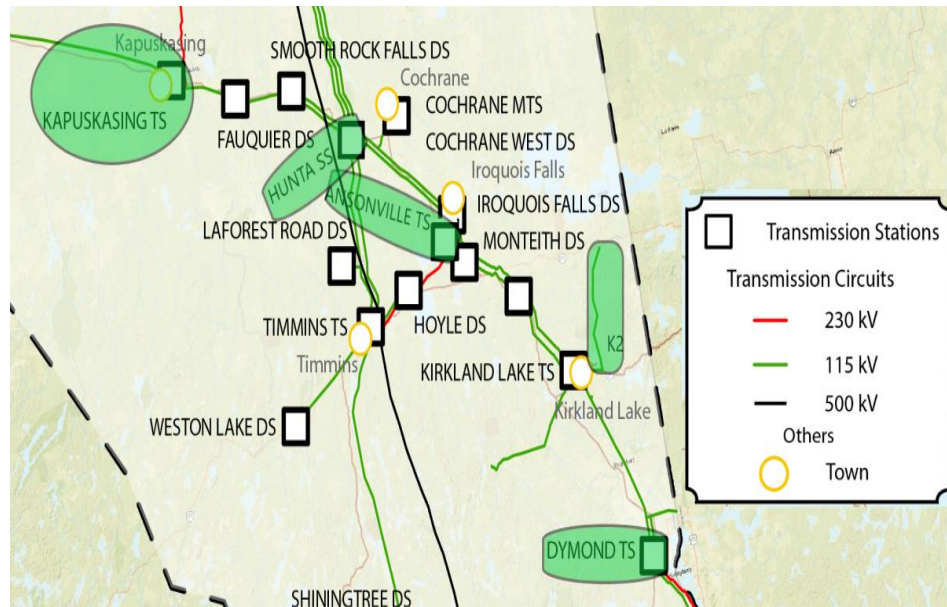 Kapuskasing
KAPUSKASING TS
SMOOTH ROCK FALLS DS
Cochrane
COCHRANE MTS
FAUQUIER DS
COCHRANE WEST DS
HUNTA SS
Iroquois Falls
ANSONVILLE TS
IROQUOIS FALLS DS
LAFOREST ROAD DS
MONTEITH DS
TIMMINS TS
HOYLE DS
Timmins
K2
KIRKLAND LAKE TS
Kirkland Lake
WESTON LAKE DS
DYMOND TS
SHININGTREE DS
Transmission Stations
Transmission Circuits
230 kV
115 kV
500 kV
Others
Town